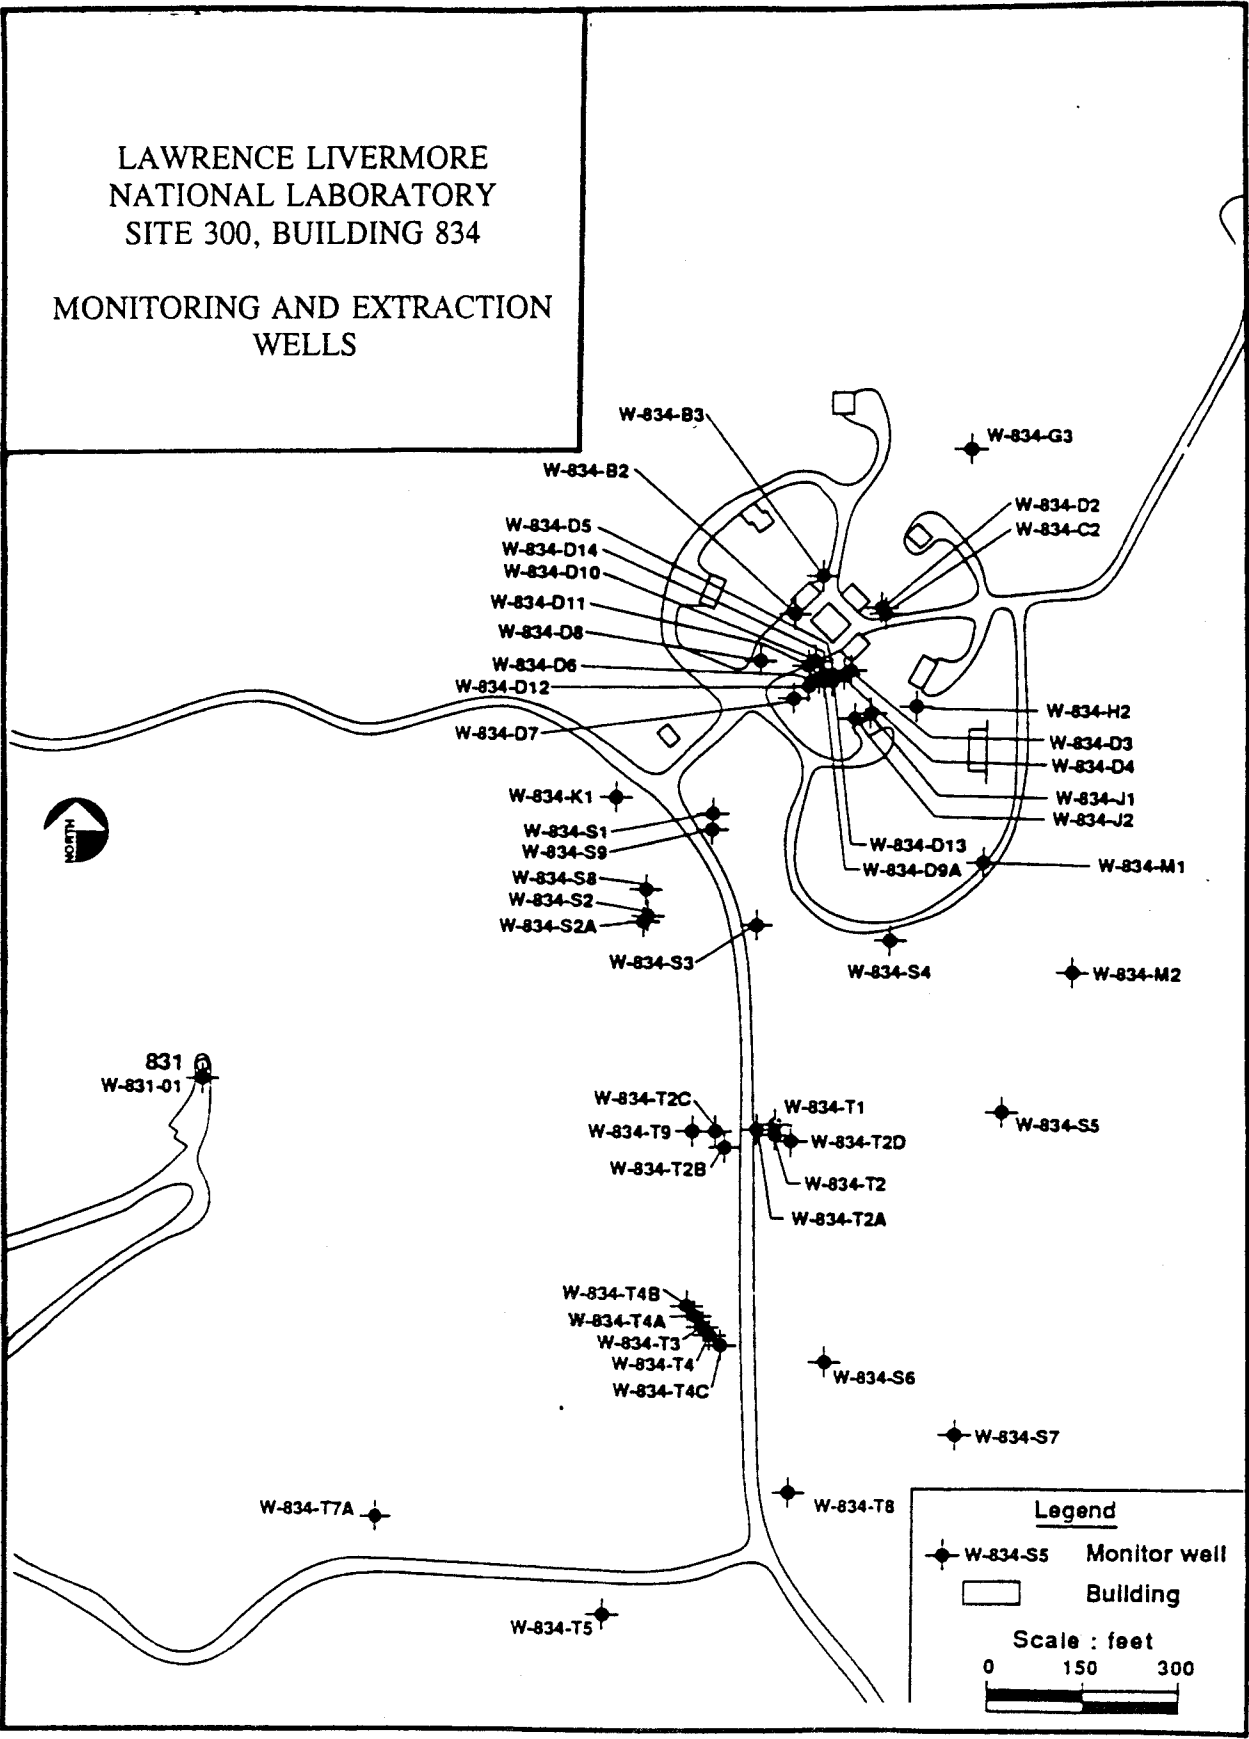 LAWRENCE LIVERMORE
NATIONAL LABORATORY
SITE 300, BUILDING 834
MONITORING AND EXTRACTION
WELLS
W-834-B3
W-834-G3
W-834-B2
W-834-D2
W-834-D5
W-834-C2
W-834-D14
W-834-D10
W-834-D11
W-834-D8
W-834-D6
W-834-D12
W-834-H2
W-834-D7
W-834-D3
W-834-D4
W-834-K1
W-834-J1
W-834-J2
NORTH
W-834-S1
W-834-S9
W-834-D13
W-834-D9A
W-834-M1
W-834-S8
W-834-S2
W-834-S2A
W-834-S3
W-834-S4
W-834-M2
831
W-831-01
W-834-T2C
W-834-T1
W-834-S5
W-834-T9
W-834-T2D
W-834-T2B
W-834-T2
W-834-T2A
W-834-T4B
W-834-T4A
W-834-T3
W-834-T4
W-834-T4C
W-834-S6
W-834-S7
W-834-T7A
W-834-T8
W-834-T5
Legend
W-834-S5 Monitor well
Building
Scale : feet
0 150 300